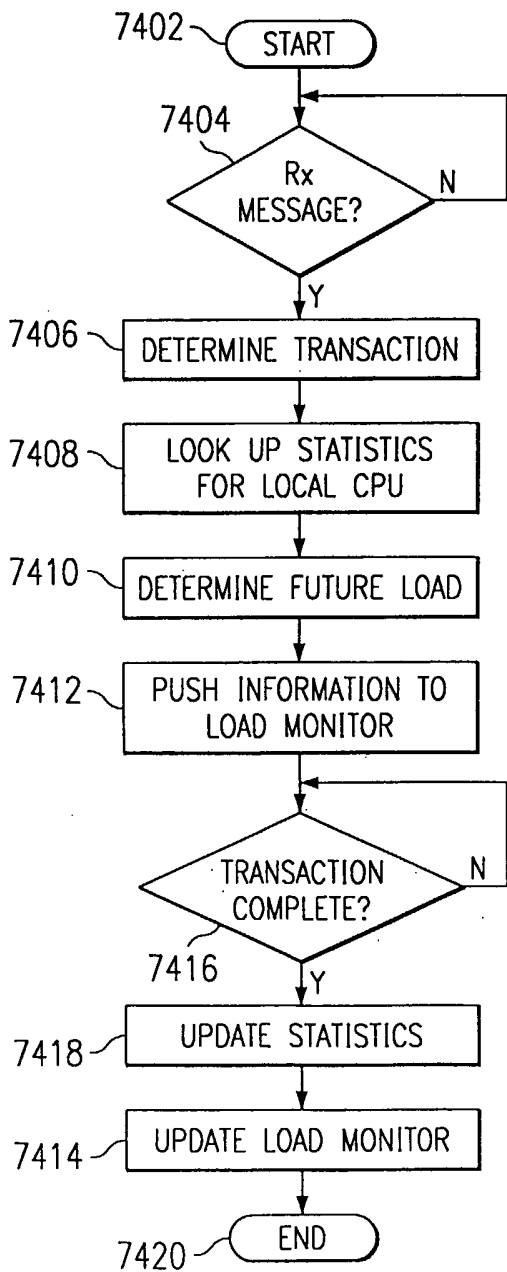 7402
START
7404
Rx
MESSAGE?
N
Y
7406
DETERMINE TRANSACTION
7408
LOOK UP STATISTICS
FOR LOCAL CPU
7410
DETERMINE FUTURE LOAD
7412
PUSH INFORMATION TO
LOAD MONITOR
TRANSACTION
COMPLETE?
N
7416
Y
7418
UPDATE STATISTICS
7414
UPDATE LOAD MONITOR
7420
END